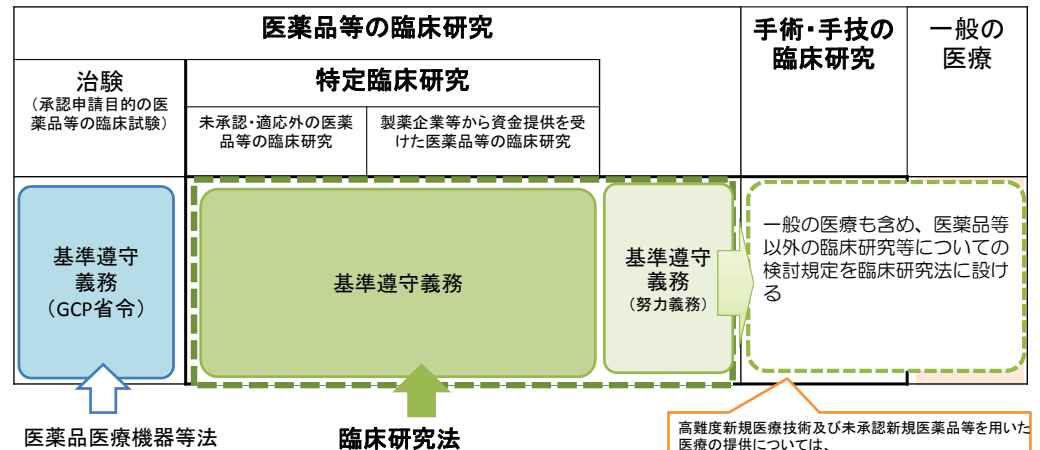 医薬品等の臨床研究
手術・手技の
臨床研究
一般の
医療
治験
（承認申請目的の医
薬品等の臨床試験）
特定臨床研究
未承認・適応外の医薬
品等の臨床研究
製薬企業等から資金提供を受
けた医薬品等の臨床研究
基準遵守
義務
（GCP省令）
基準遵守義務
基準遵守
義務
（努力義務）
一般の医療も含め、医薬品等
以外の臨床研究等についての
検討規定を臨床研究法に設け
る
医薬品医療機器等法
臨床研究法
高難度新規医療技術及び未承認新規医薬品等を用いた
医療の提供については、